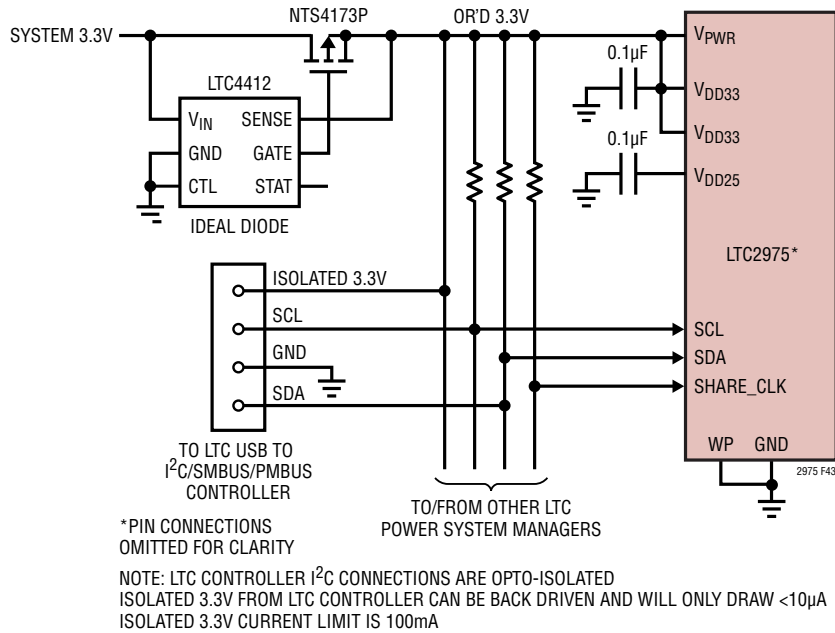 NTS4173P
SYSTEM 3.3V
OR'D 3.3V
LTC4412
VIN
SENSE
GND
GATE
CTL
STAT
IDEAL DIODE
0.1µF
0.1µF
VPWR
VDD33
VDD33
VDD25
LTC2975*
SCL
SDA
SHARE_CLK
WP
GND
2975 F43
ISOLATED 3.3V
SCL
GND
SDA
TO LTC USB TO
I²C/SMBUS/PMBUS
CONTROLLER
TO/FROM OTHER LTC
POWER SYSTEM MANAGERS
*PIN CONNECTIONS
OMITTED FOR CLARITY
NOTE: LTC CONTROLLER I²C CONNECTIONS ARE OPTO-ISOLATED
ISOLATED 3.3V FROM LTC CONTROLLER CAN BE BACK DRIVEN AND WILL ONLY DRAW <10µA
ISOLATED 3.3V CURRENT LIMIT IS 100mA